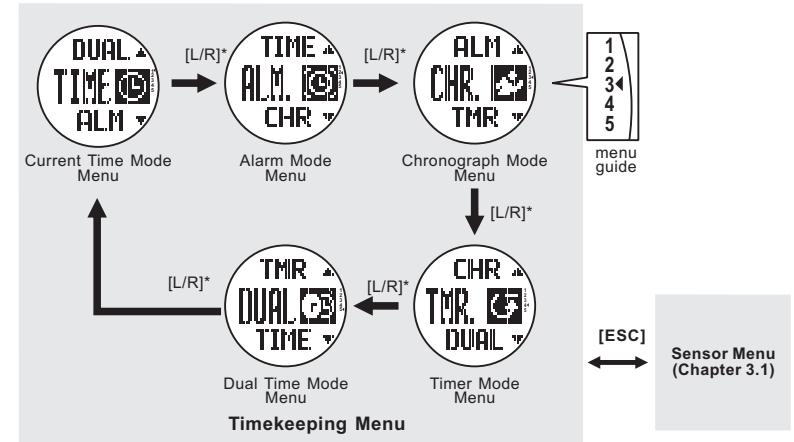 DUAL
TIME
ALM
[L/R]*
TIME
ALM.
CHR
[L/R]*
ALM
CHR.
TMR
1
2
3
4
5
menu
guide
Current Time Mode
Menu
Alarm Mode
Menu
Chronograph Mode
Menu
[L/R]*
TMR
DUAL
TIME
[L/R]*
CHR
TMR.
DUAL
[L/R]*
Dual Time Mode
Menu
Timer Mode
Menu
[ESC]
Sensor Menu
(Chapter 3.1)
Timekeeping Menu